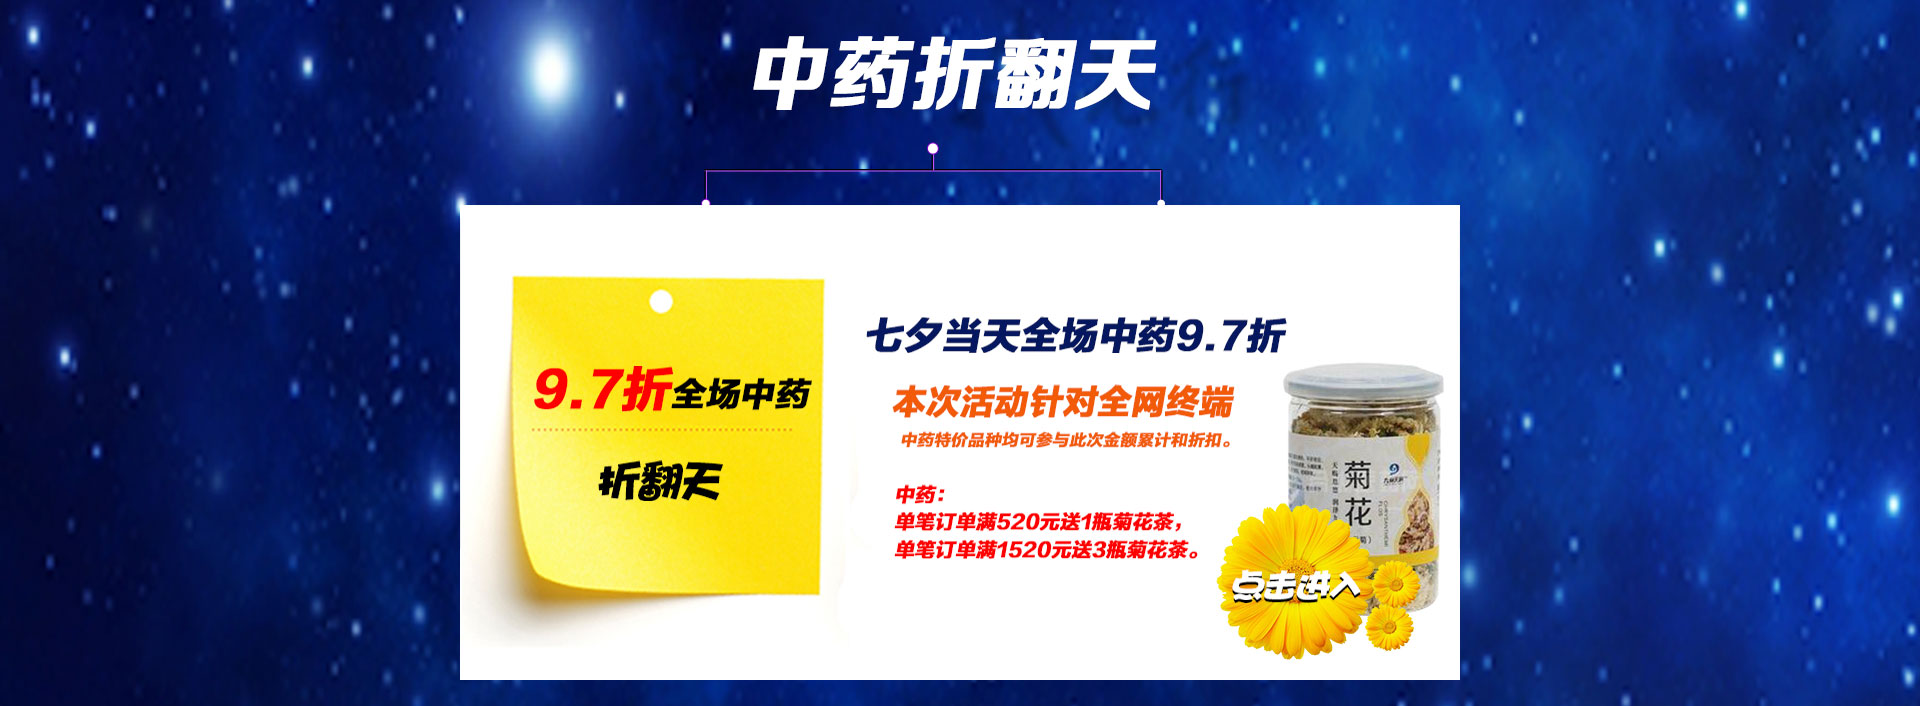 中药折翻天
9.7折全场中药
折翻天
七夕当天全场中药9.7折
本次活动针对全网终端
中药特价品种均可参与此次金额累计和折扣。
中药：
单笔订单满520元送1瓶菊花茶，
单笔订单满1520元送3瓶菊花茶。
菊花
点击进入